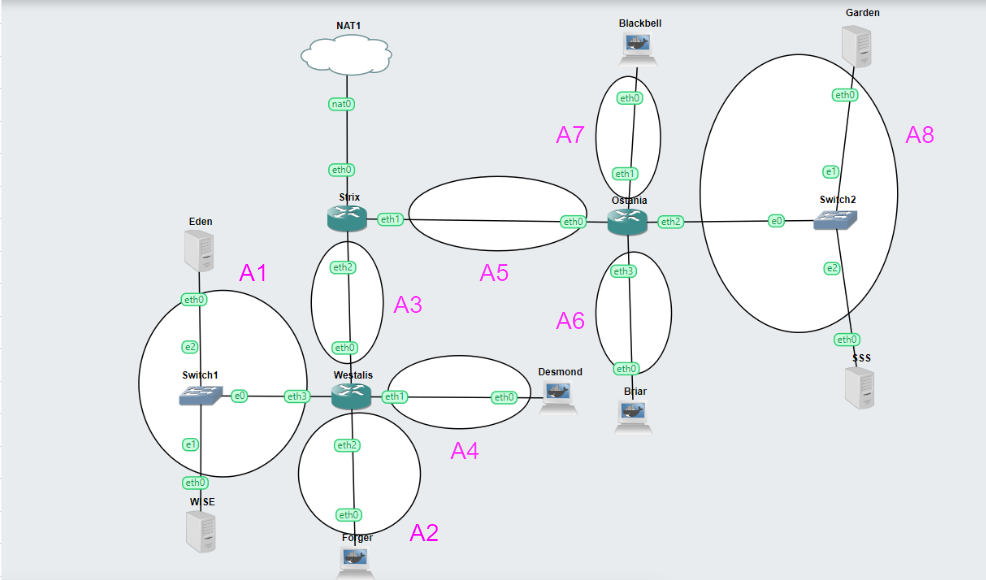 Garden
Blackbell
NAT1
eth0
eth0
nat0
A7
A8
eth0
eth1
e1
Strix
Ostania
Switch2
eth1
eth0
eth2
e0
Eden
A1
eth2
A5
eth3
e2
eth0
A3
A6
e2
eth0
eth0
SSS
Switch1
Westalis
eth0
Desmond
e0
eth3
eth1
eth0
Briar
e1
eth2
A4
eth0
WISE
eth0
A2
Forger